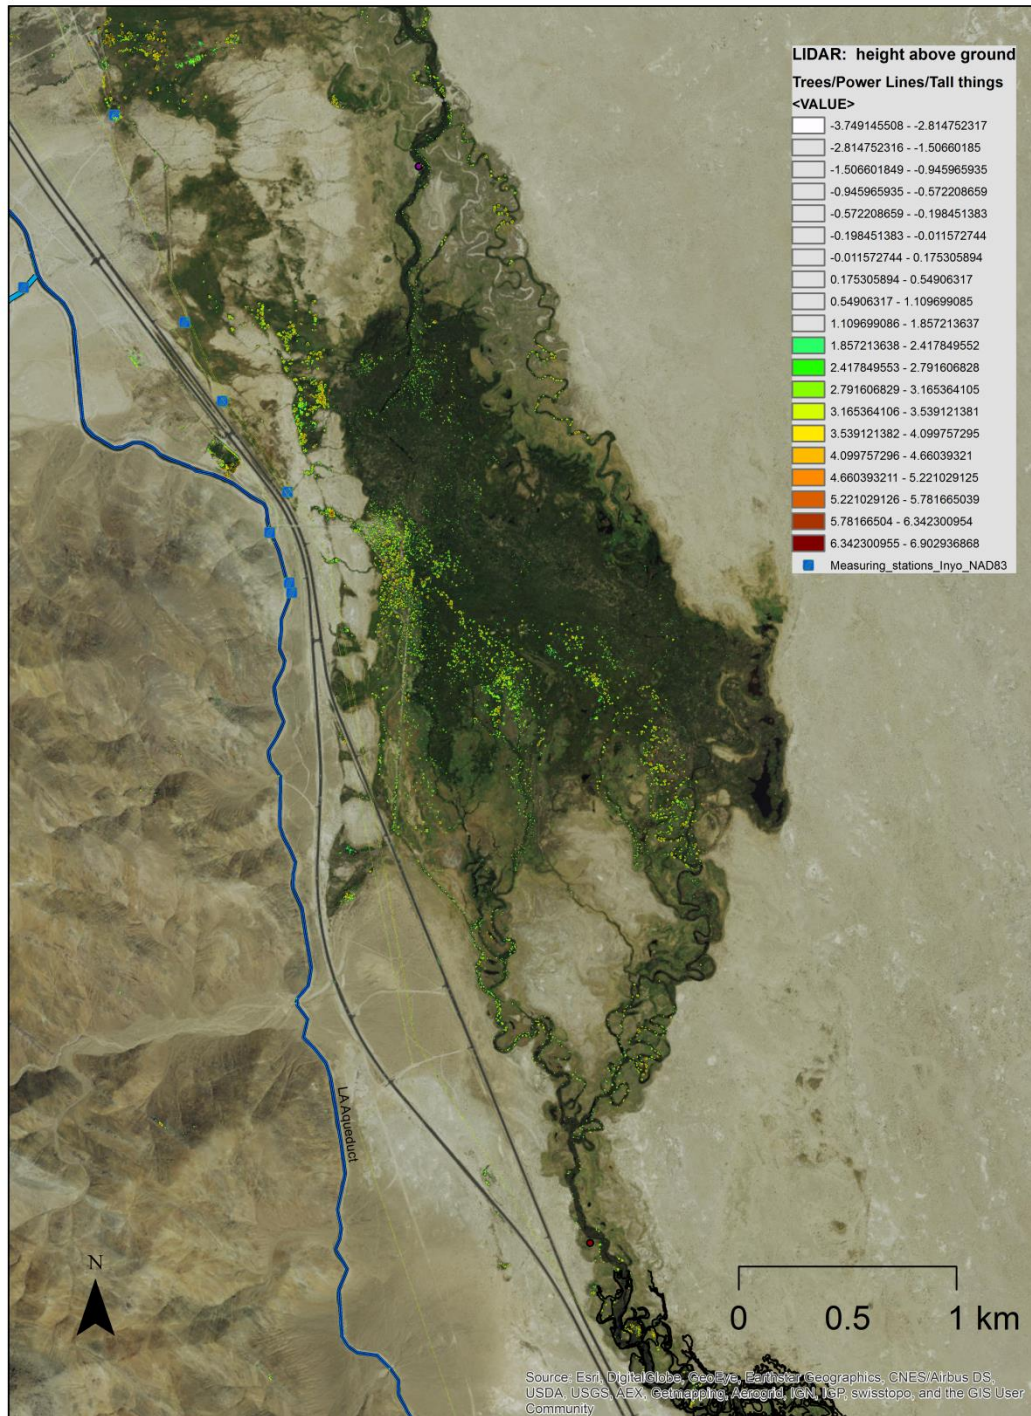 LIDAR: height above ground
Trees/Power Lines/Tall things
<VALUE>
-3.749145508 - -2.814752317
-2.814752316 - -1.50660185
-1.506601849 - -0.945965935
-0.945965935 - -0.572208659
-0.572208659 - -0.198451383
-0.198451383 - -0.011572744
-0.011572744 - 0.175305894
0.175305894 - 0.54906317
0.54906317 - 1.109699085
1.109699086 - 1.857213637
1.857213638 - 2.417849552
2.417849553 - 2.791606828
2.791606829 - 3.165364105
3.165364106 - 3.539121381
3.539121382 - 4.099757295
4.099757296 - 4.66039321
4.660393211 - 5.221029125
5.221029126 - 5.781665039
5.78166504 - 6.342300954
6.342300955 - 6.902936868
Measuring_stations_Inyo_NAD83
LA Aqueduct
N
0 0.5 1 km
Source: Esri, DigitalGlobe, GeoEye, Earthstar Geographics, CNES/Airbus DS,
USDA, USGS, AEX, Getmapping, Aerogrid, IGN, IGP, swisstopo, and the GIS User
Community